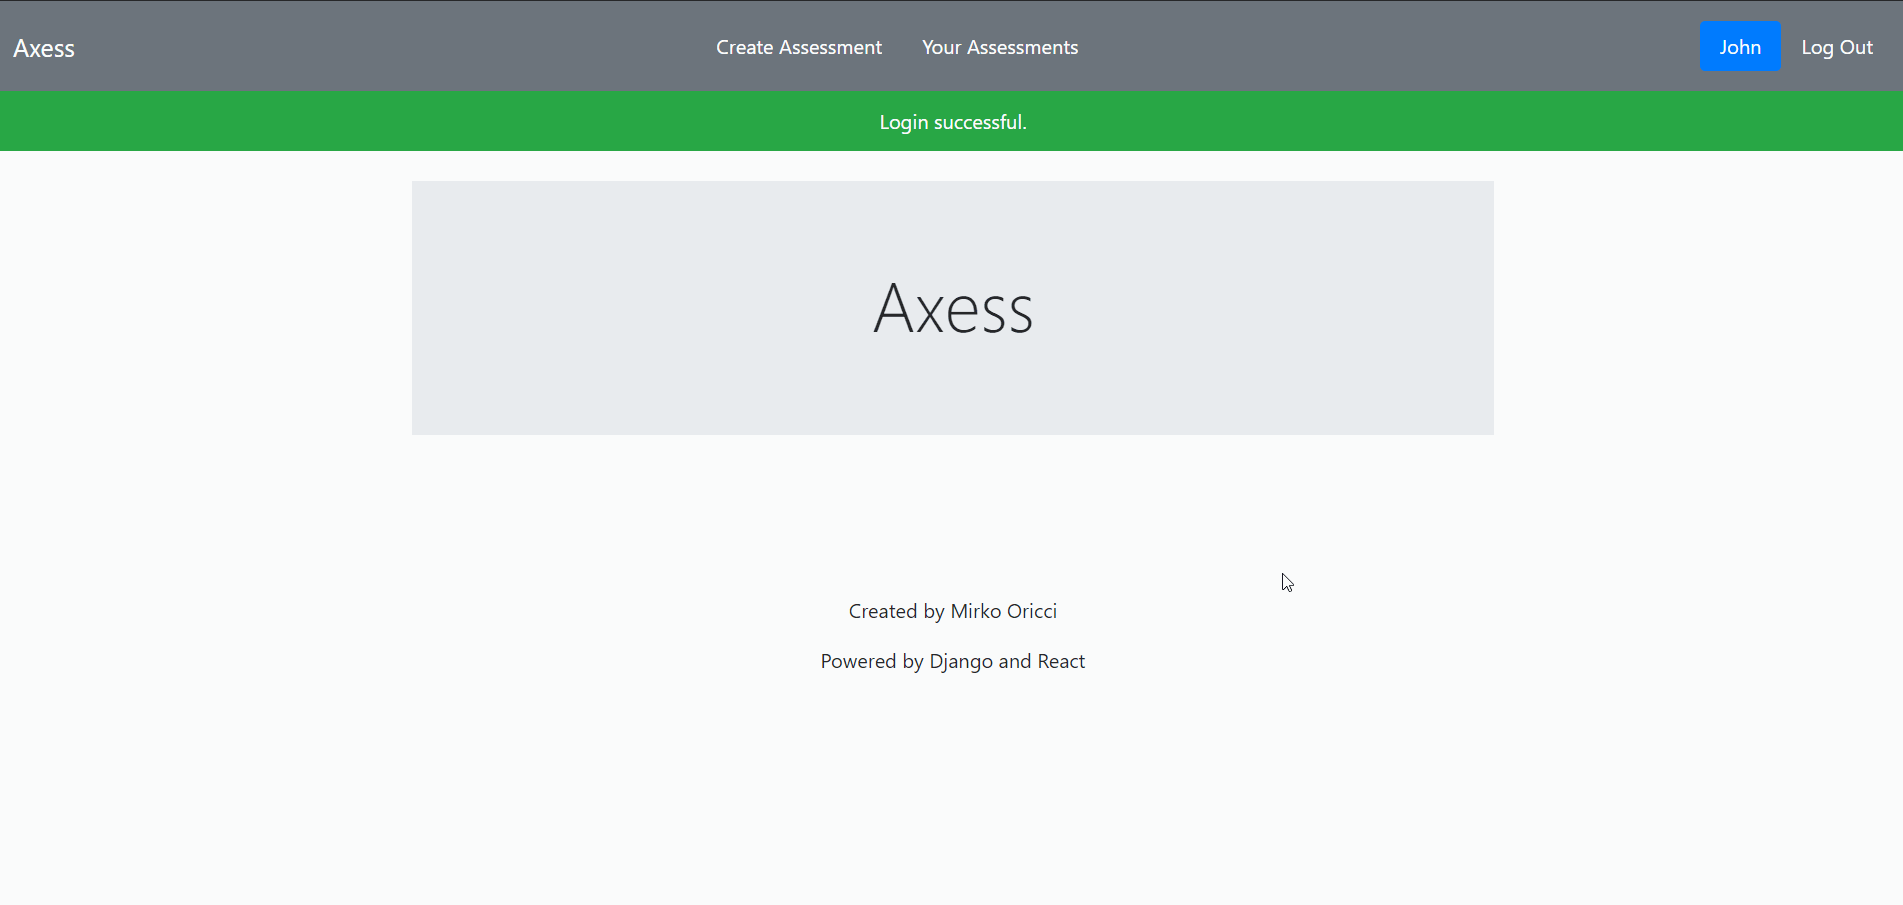 Axess Create Assessment Your Assessments John Log Out
Login successful.
Axess
Created by Mirko Oricci
Powered by Django and React